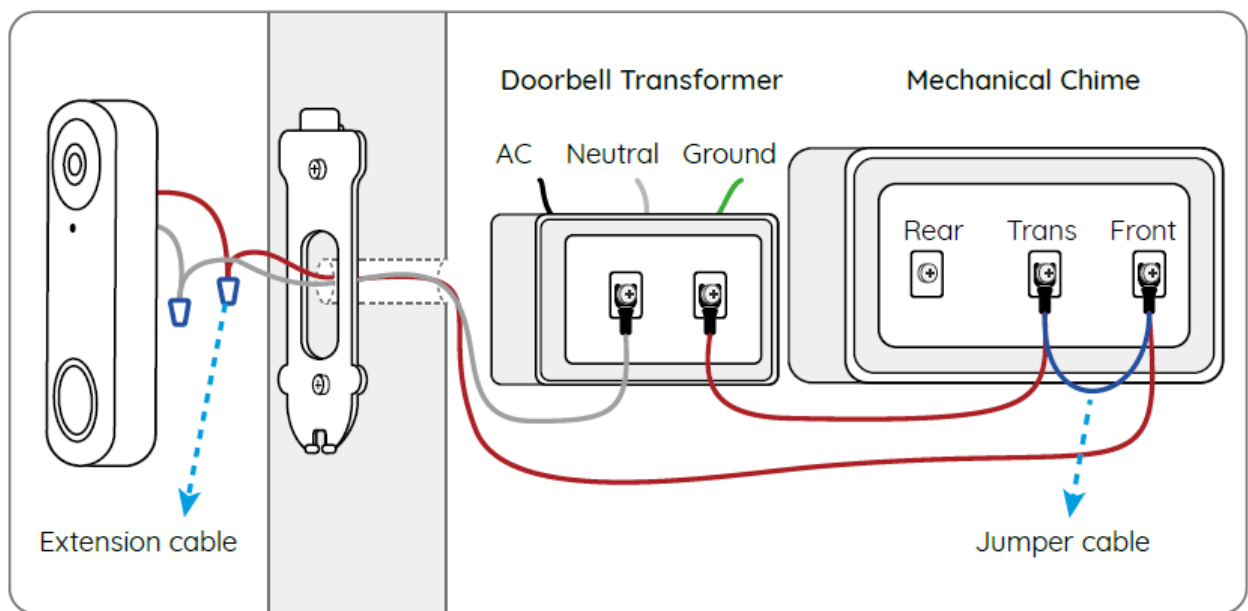 Doorbell Transformer
Mechanical Chime
AC Neutral Ground
Rear Trans Front
Extension cable
Jumper cable